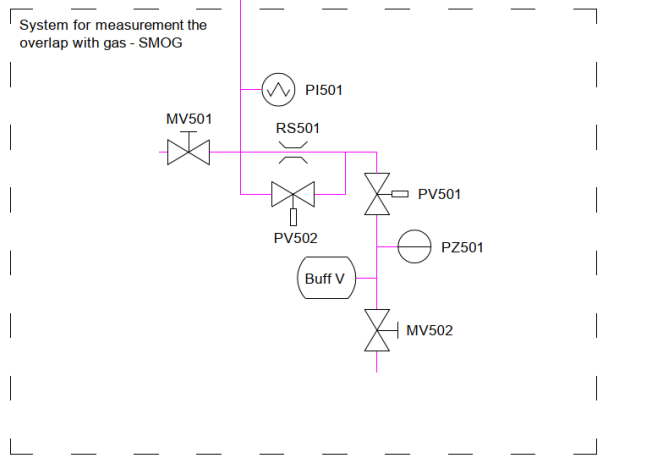 System for measurement the
overlap with gas - SMOG
PI501
MV501
RS501
PV501
PV502
PZ501
Buff V
MV502